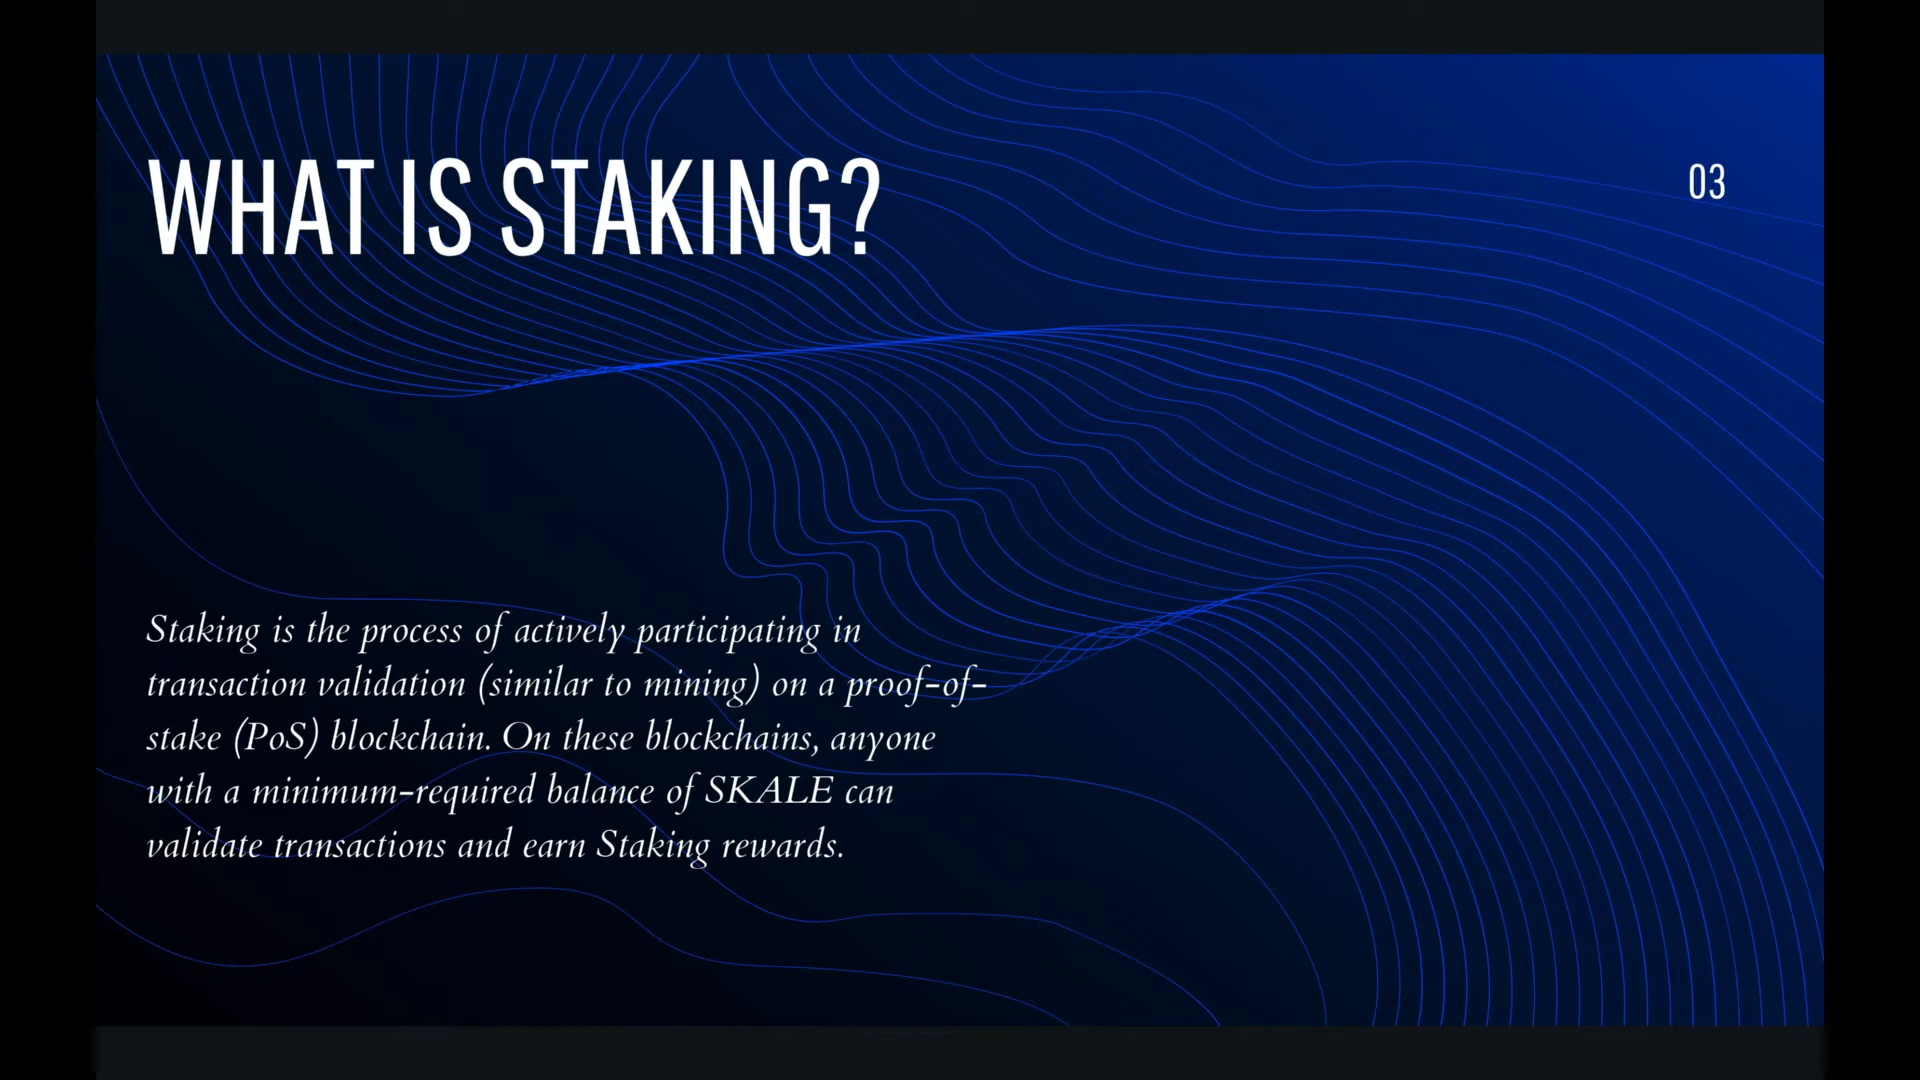 WHAT IS STAKING?
03
Staking is the process of actively participating in
transaction validation (similar to mining) on a proof-of-
stake (PoS) blockchain. On these blockchains, anyone
with a minimum-required balance of SKALE can
validate transactions and earn Staking rewards.